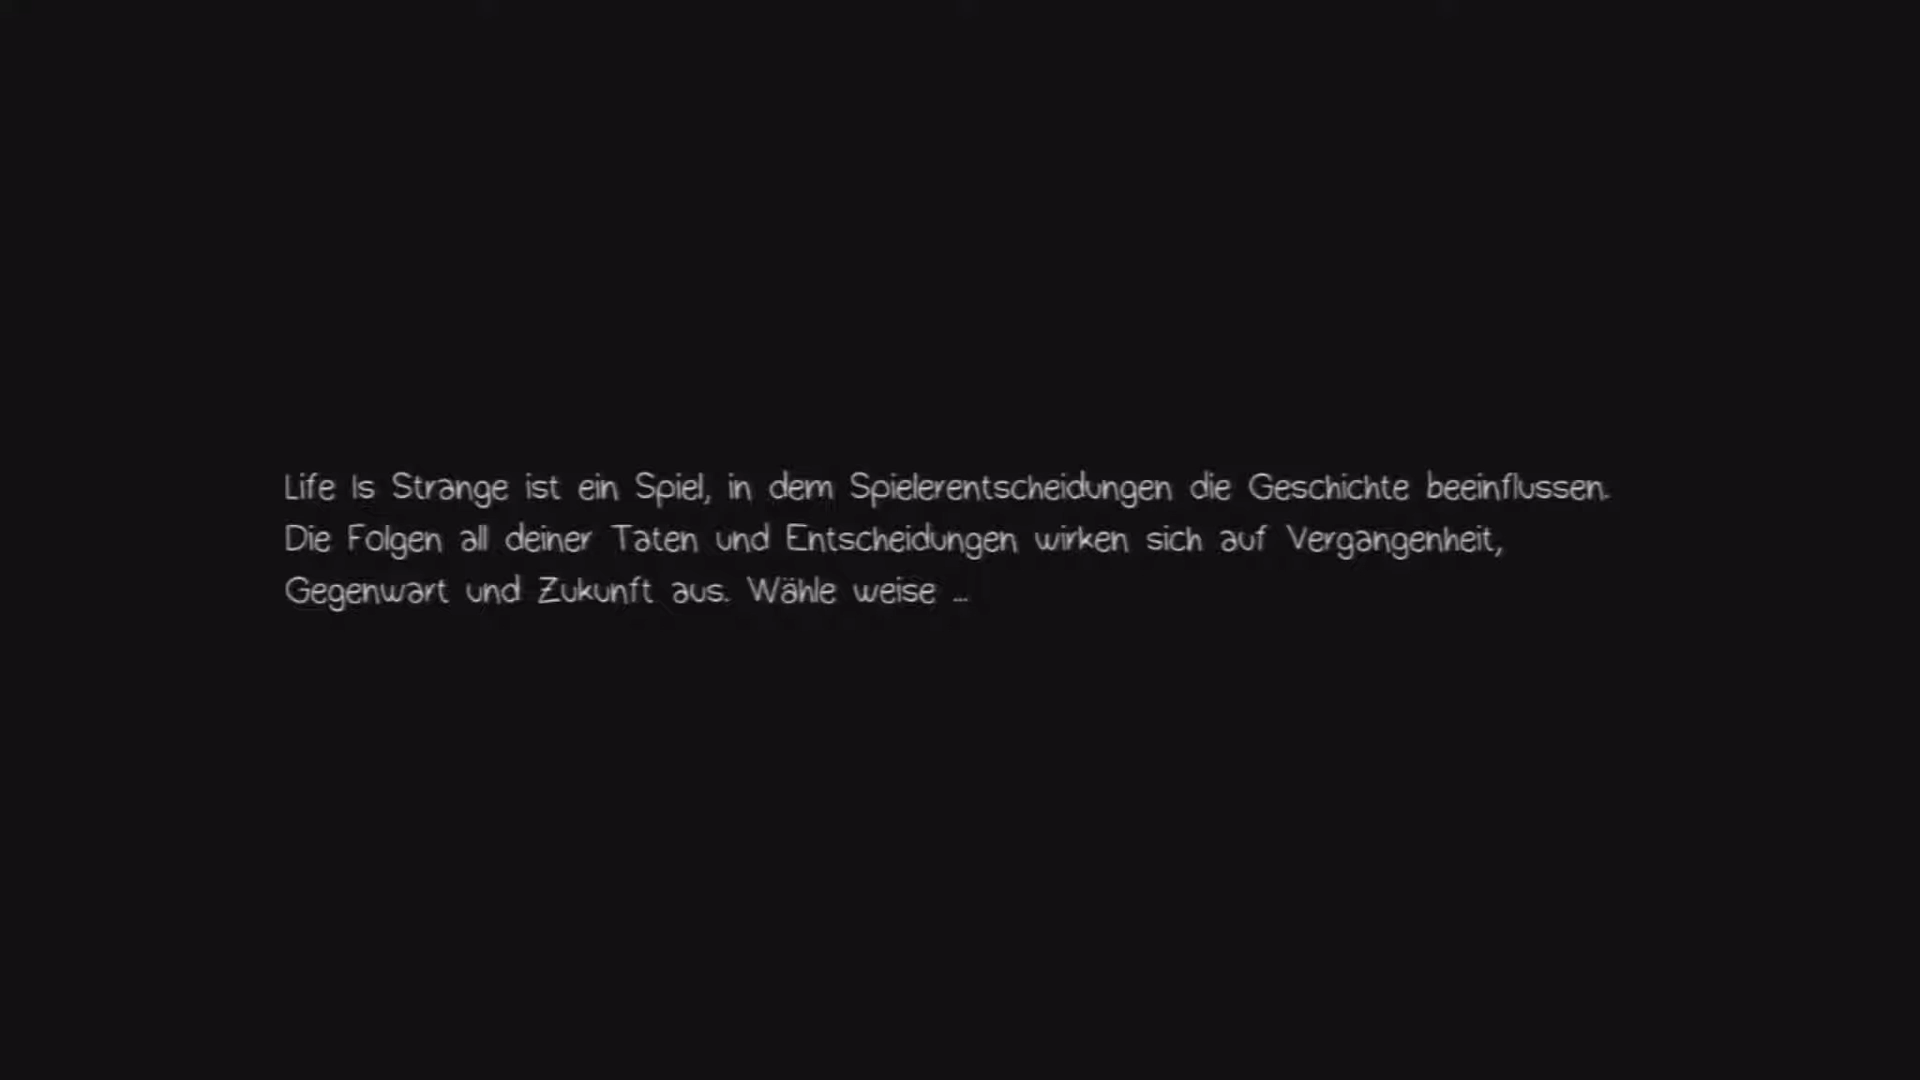 Life Is Strange ist ein Spiel, in dem Spielerentscheidungen die Geschichte beeinflussen.
Die Folgen all deiner Taten und Entscheidungen wirken sich auf Vergangenheit,
Gegenwart und Zukunft aus. Wähle weise ...